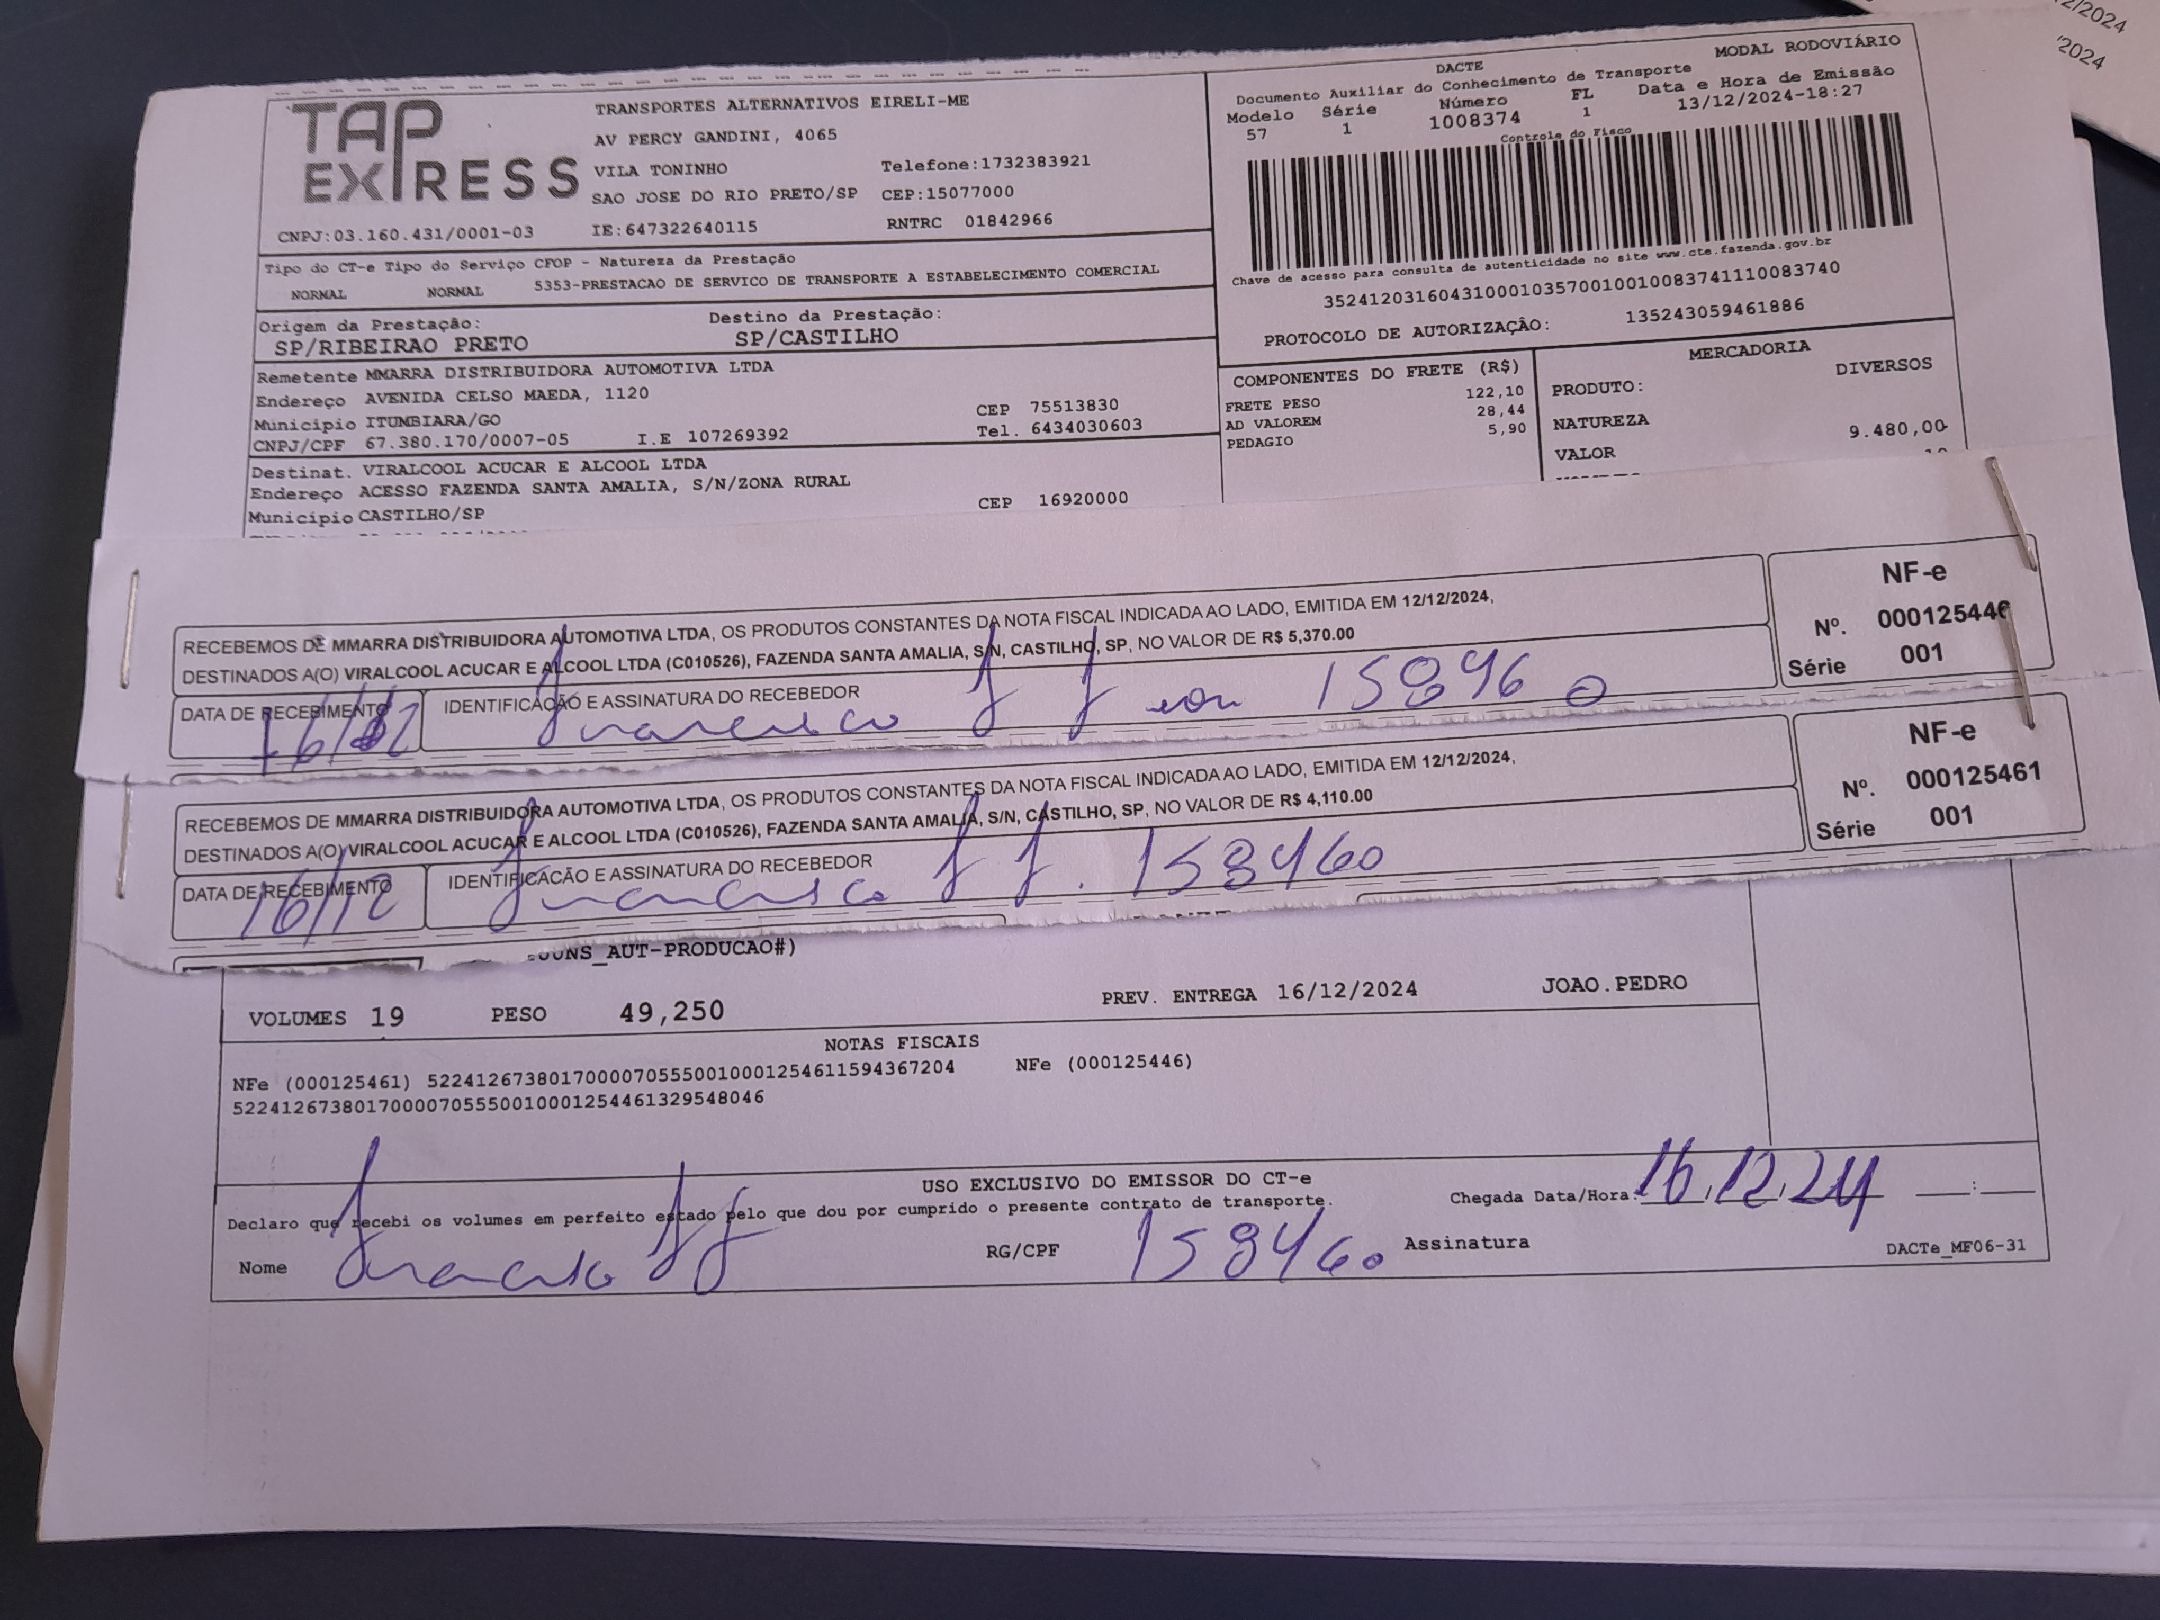 2/2024
'2024
TAP EXPRESS
TRANSPORTES ALTERNATIVOS EIRELI-ME
AV PERCY GANDINI, 4065
VILA TONINHO Telefone:1732383921
SAO JOSE DO RIO PRETO/SP CEP:15077000
CNPJ:03.160.431/0001-03 IE:647322640115 RNTRC 01842966
DACTE MODAL RODOVIÁRIO
Documento Auxiliar do Conhecimento de Transporte
Modelo Série Número FL Data e Hora de Emissão
57 1 1008374 1 13/12/2024-18:27
Controle do Fisco
Chave de acesso para consulta de autenticidade no site www.cte.fazenda.gov.br
35241203160431000103570010010083741110083740
PROTOCOLO DE AUTORIZAÇÃO: 135243059461886
Tipo do CT-e Tipo do Serviço CFOP - Natureza da Prestação
NORMAL NORMAL 5353-PRESTACAO DE SERVICO DE TRANSPORTE A ESTABELECIMENTO COMERCIAL
Origem da Prestação: Destino da Prestação:
SP/RIBEIRAO PRETO SP/CASTILHO
Remetente MMARRA DISTRIBUIDORA AUTOMOTIVA LTDA
Endereço AVENIDA CELSO MAEDA, 1120
Município ITUMBIARA/GO CEP 75513830
CNPJ/CPF 67.380.170/0007-05 I.E 107269392 Tel. 6434030603
Destinat. VIRALCOOL ACUCAR E ALCOOL LTDA
Endereço ACESSO FAZENDA SANTA AMALIA, S/N/ZONA RURAL
Município CASTILHO/SP CEP 16920000
COMPONENTES DO FRETE (R$)
FRETE PESO 122,10
AD VALOREM 28,44
PEDAGIO 5,90
MERCADORIA
PRODUTO: DIVERSOS
NATUREZA
VALOR 9.480,00
RECEBEMOS DE MMARRA DISTRIBUIDORA AUTOMOTIVA LTDA, OS PRODUTOS CONSTANTES DA NOTA FISCAL INDICADA AO LADO, EMITIDA EM 12/12/2024,
DESTINADOS A(O) VIRALCOOL ACUCAR E ALCOOL LTDA (C010526), FAZENDA SANTA AMALIA, S/N, CASTILHO, SP, NO VALOR DE R$ 5,370.00
DATA DE RECEBIMENTO IDENTIFICAÇÃO E ASSINATURA DO RECEBEDOR
16/12 Francisco 158460
NF-e
Nº. 000125446
Série 001
RECEBEMOS DE MMARRA DISTRIBUIDORA AUTOMOTIVA LTDA, OS PRODUTOS CONSTANTES DA NOTA FISCAL INDICADA AO LADO, EMITIDA EM 12/12/2024,
DESTINADOS A(O) VIRALCOOL ACUCAR E ALCOOL LTDA (C010526), FAZENDA SANTA AMALIA, S/N, CASTILHO, SP, NO VALOR DE R$ 4,110.00
DATA DE RECEBIMENTO IDENTIFICACÃO E ASSINATURA DO RECEBEDOR
16/12 Francisco 158460
NF-e
Nº. 000125461
Série 001
_AUT-PRODUCAO#)
VOLUMES 19 PESO 49,250 PREV. ENTREGA 16/12/2024 JOAO.PEDRO
NOTAS FISCAIS
NFe (000125461) 52241267380170000705550010001254611594367204 NFe (000125446)
52241267380170000705550010001254461329548046
USO EXCLUSIVO DO EMISSOR DO CT-e
Declaro que recebi os volumes em perfeito estado pelo que dou por cumprido o presente contrato de transporte.
Chegada Data/Hora: 16.12.24 ___:___
Nome Francisco RG/CPF 158460 Assinatura
DACTe_MF06-31